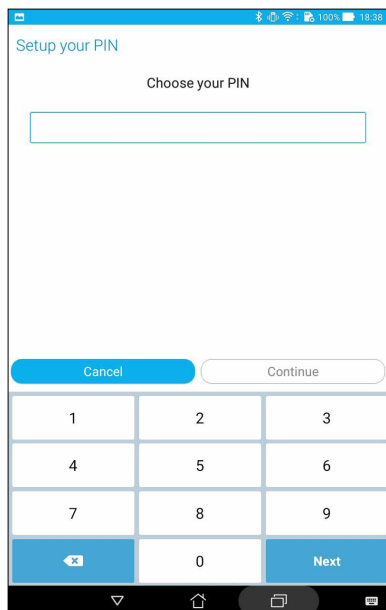 100% 18:38
Setup your PIN
Choose your PIN
Cancel Continue
1 2 3
4 5 6
7 8 9
0 Next